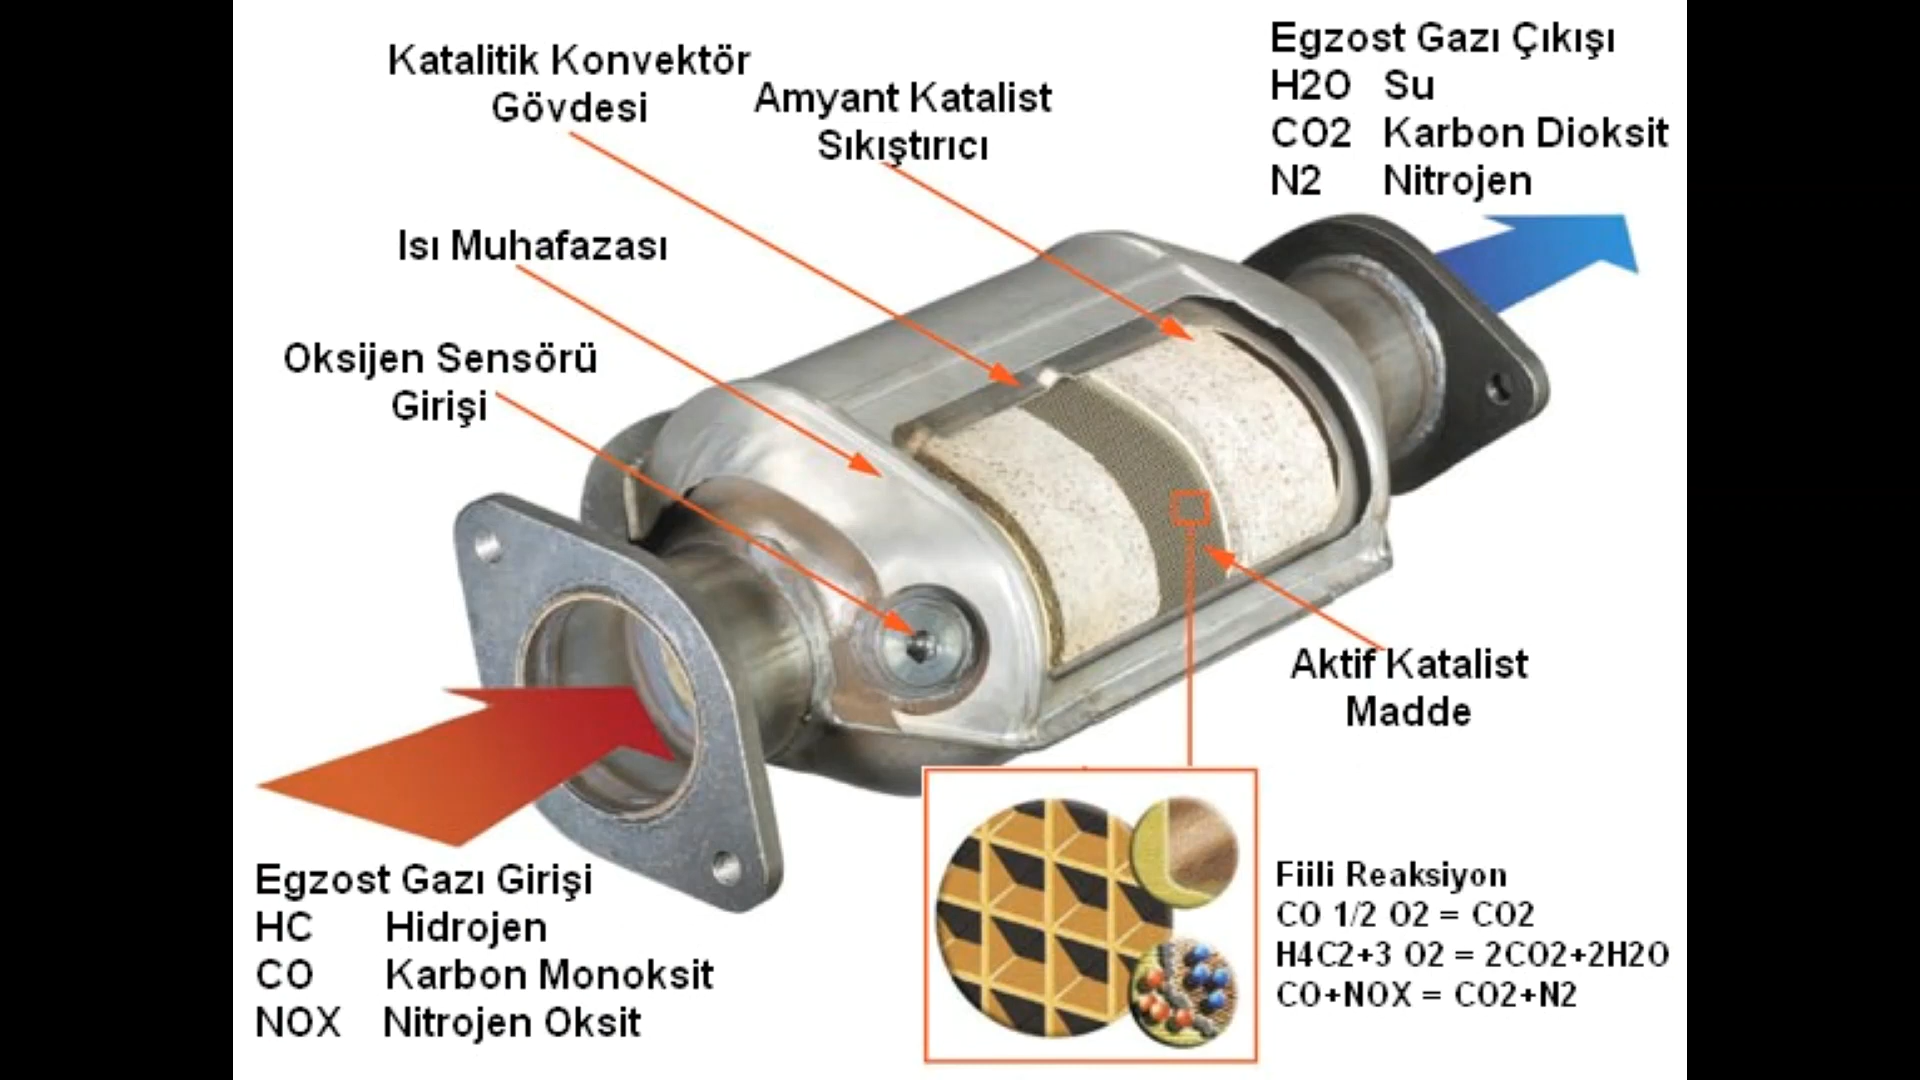 Katalitik Konvektör
Gövdesi
Amyant Katalist
Sıkıştırıcı
Egzost Gazı Çıkışı
H2O Su
CO2 Karbon Dioksit
N2 Nitrojen
Isı Muhafazası
Oksijen Sensörü
Girişi
Aktif Katalist
Madde
Egzost Gazı Girişi
HC Hidrojen
CO Karbon Monoksit
NOX Nitrojen Oksit
Fiili Reaksiyon
CO 1/2 O2 = CO2
H4C2+3 O2 = 2CO2+2H2O
CO+NOX = CO2+N2